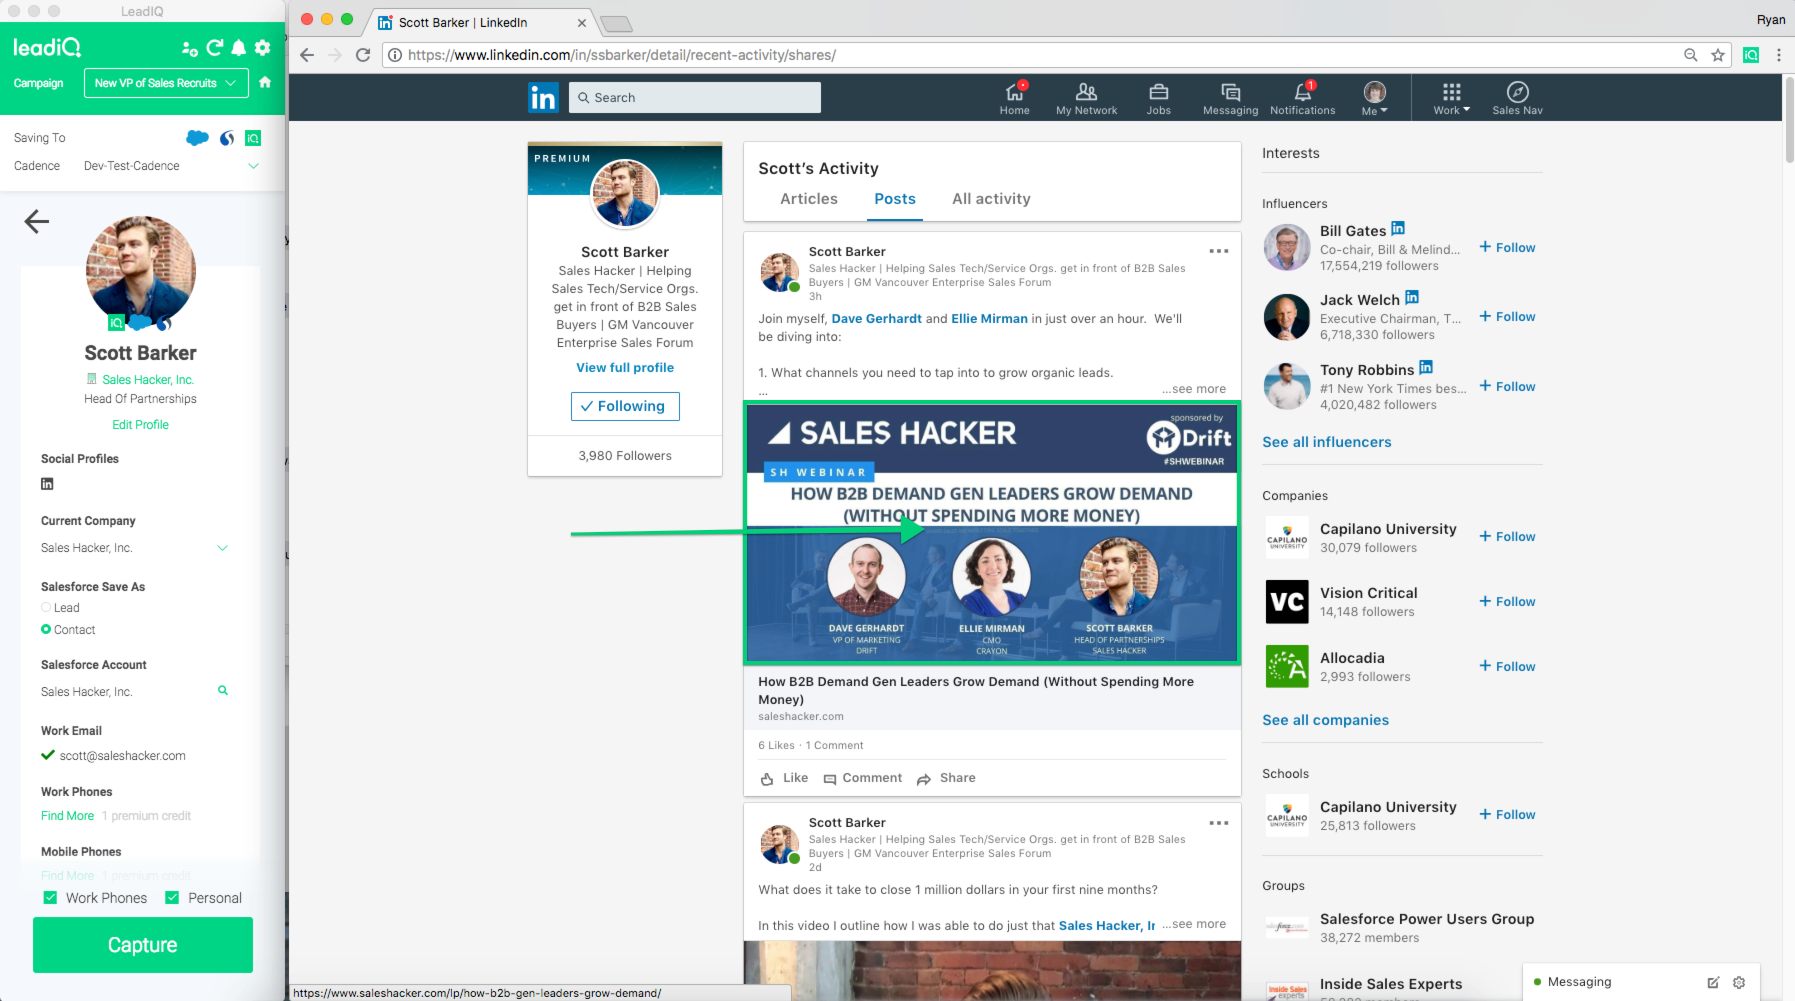 LeadIQ
leadiQ
Campaign
New VP of Sales Recruits
Saving To
iQ
Cadence
Dev-Test-Cadence
iQ
Scott Barker
Sales Hacker, Inc.
Head Of Partnerships
Edit Profile
Social Profiles
in
Current Company
Sales Hacker, Inc.
Salesforce Save As
Lead
Contact
Salesforce Account
Sales Hacker, Inc.
Work Email
scott@saleshacker.com
Work Phones
Find More 1 premium credit
Mobile Phones
Find More 1 premium credit
Work Phones
Personal
Capture
Scott Barker | LinkedIn
Ryan
https://www.linkedin.com/in/ssbarker/detail/recent-activity/shares/
iQ
in
Search
Home
My Network
Jobs
Messaging
1
Notifications
Me
Work
Sales Nav
PREMIUM
Scott Barker
Sales Hacker | Helping
Sales Tech/Service Orgs.
get in front of B2B Sales
Buyers | GM Vancouver
Enterprise Sales Forum
View full profile
Following
3,980 Followers
Scott's Activity
Articles
Posts
All activity
Scott Barker
Sales Hacker | Helping Sales Tech/Service Orgs. get in front of B2B Sales
Buyers | GM Vancouver Enterprise Sales Forum
3h
Join myself, Dave Gerhardt and Ellie Mirman in just over an hour. We'll
be diving into:
1. What channels you need to tap into to grow organic leads.
...
...see more
SALES HACKER
sponsored by
Drift
#SHWEBINAR
SH WEBINAR
HOW B2B DEMAND GEN LEADERS GROW DEMAND
(WITHOUT SPENDING MORE MONEY)
DAVE GERHARDT
VP OF MARKETING
DRIFT
ELLIE MIRMAN
CMO
CRAYON
SCOTT BARKER
HEAD OF PARTNERSHIPS
SALES HACKER
How B2B Demand Gen Leaders Grow Demand (Without Spending More
Money)
saleshacker.com
6 Likes · 1 Comment
Like
Comment
Share
Scott Barker
Sales Hacker | Helping Sales Tech/Service Orgs. get in front of B2B Sales
Buyers | GM Vancouver Enterprise Sales Forum
2d
What does it take to close 1 million dollars in your first nine months?
In this video I outline how I was able to do just that Sales Hacker, Ir ...see more
Interests
Influencers
Bill Gates in
Co-chair, Bill & Melind...
17,554,219 followers
+ Follow
Jack Welch in
Executive Chairman, T...
6,718,330 followers
+ Follow
Tony Robbins in
#1 New York Times bes...
4,020,482 followers
+ Follow
See all influencers
Companies
CAPILANO
UNIVERSITY
Capilano University
30,079 followers
+ Follow
VC
Vision Critical
14,148 followers
+ Follow
A
Allocadia
2,993 followers
+ Follow
See all companies
Schools
CAPILANO
UNIVERSITY
Capilano University
25,813 followers
+ Follow
Groups
Salesforce Power Users Group
38,272 members
Inside Sales
experts
Inside Sales Experts
Messaging
https://www.saleshacker.com/lp/how-b2b-gen-leaders-grow-demand/